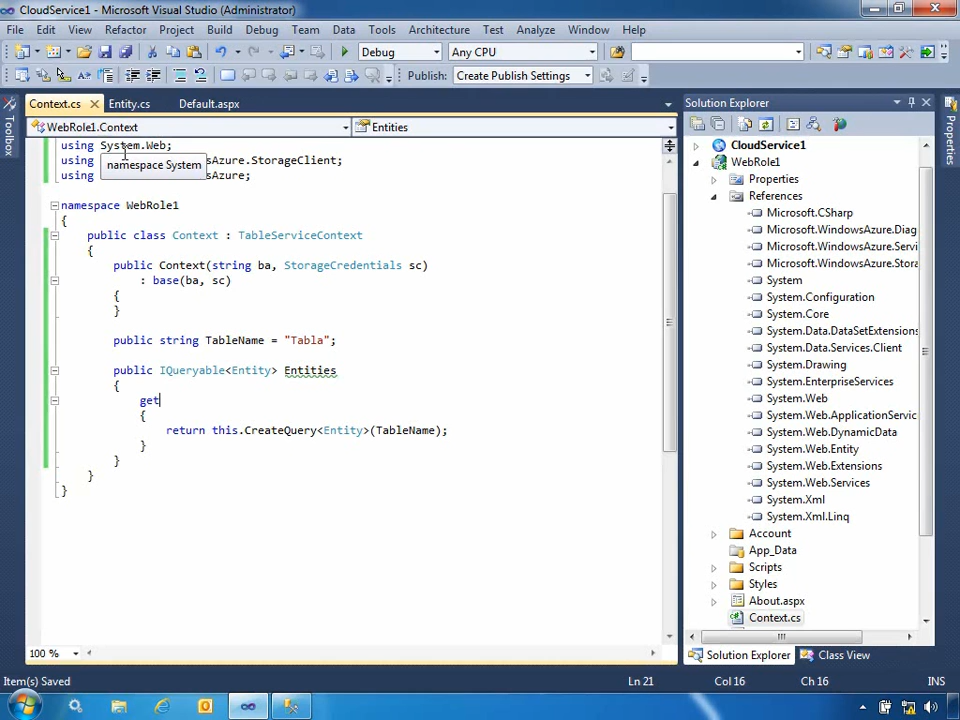 CloudService1 - Microsoft Visual Studio (Administrator)
File Edit View Refactor Project Build Debug Team Data Tools Architecture Test Analyze Window Help
Debug Any CPU
Publish: Create Publish Settings
Context.cs Entity.cs Default.aspx
Toolbox
WebRole1.Context Entities
using System.Web;
using sAzure.StorageClient;
namespace System
using sAzure;
namespace WebRole1
{
public class Context : TableServiceContext
{
public Context(string ba, StorageCredentials sc)
: base(ba, sc)
{
}
public string TableName = "Tabla";
public IQueryable<Entity> Entities
{
get
{
return this.CreateQuery<Entity>(TableName);
}
}
}
}
100 %
Solution Explorer
CloudService1
WebRole1
Properties
References
Microsoft.CSharp
Microsoft.WindowsAzure.Diag
Microsoft.WindowsAzure.Servi
Microsoft.WindowsAzure.Stora
System
System.Configuration
System.Core
System.Data.DataSetExtensions
System.Data.Services.Client
System.Drawing
System.EnterpriseServices
System.Web
System.Web.ApplicationServic
System.Web.DynamicData
System.Web.Entity
System.Web.Extensions
System.Web.Services
System.Xml
System.Xml.Linq
Account
App_Data
Scripts
Styles
About.aspx
Context.cs
Solution Explorer Class View
Properties
Item(s) Saved Ln 21 Col 16 Ch 16 INS